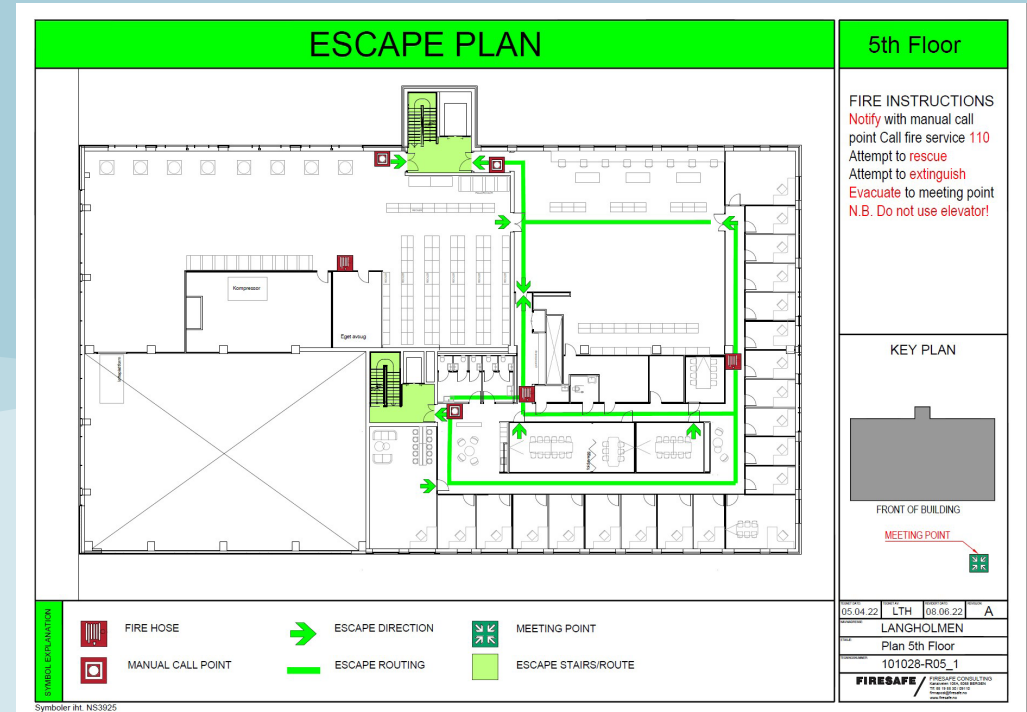 ESCAPE PLAN
5th Floor
FIRE INSTRUCTIONS
Notify with manual call
point Call fire service 110
Attempt to rescue
Attempt to extinguish
Evacuate to meeting point
N.B. Do not use elevator!
Kompressor
Eget avsug
KEY PLAN
FRONT OF BUILDING
MEETING POINT
SYMBOL EXPLANATION
FIRE HOSE
MANUAL CALL POINT
ESCAPE DIRECTION
ESCAPE ROUTING
MEETING POINT
ESCAPE STAIRS/ROUTE
05.04.22 LTH 08.06.22 A
LANGHOLMEN
Plan 5th Floor
101028-R05_1
FIRESAFE FIRESAFE CONSULTING
www.firesafe.no
Symboler iht. NS3925